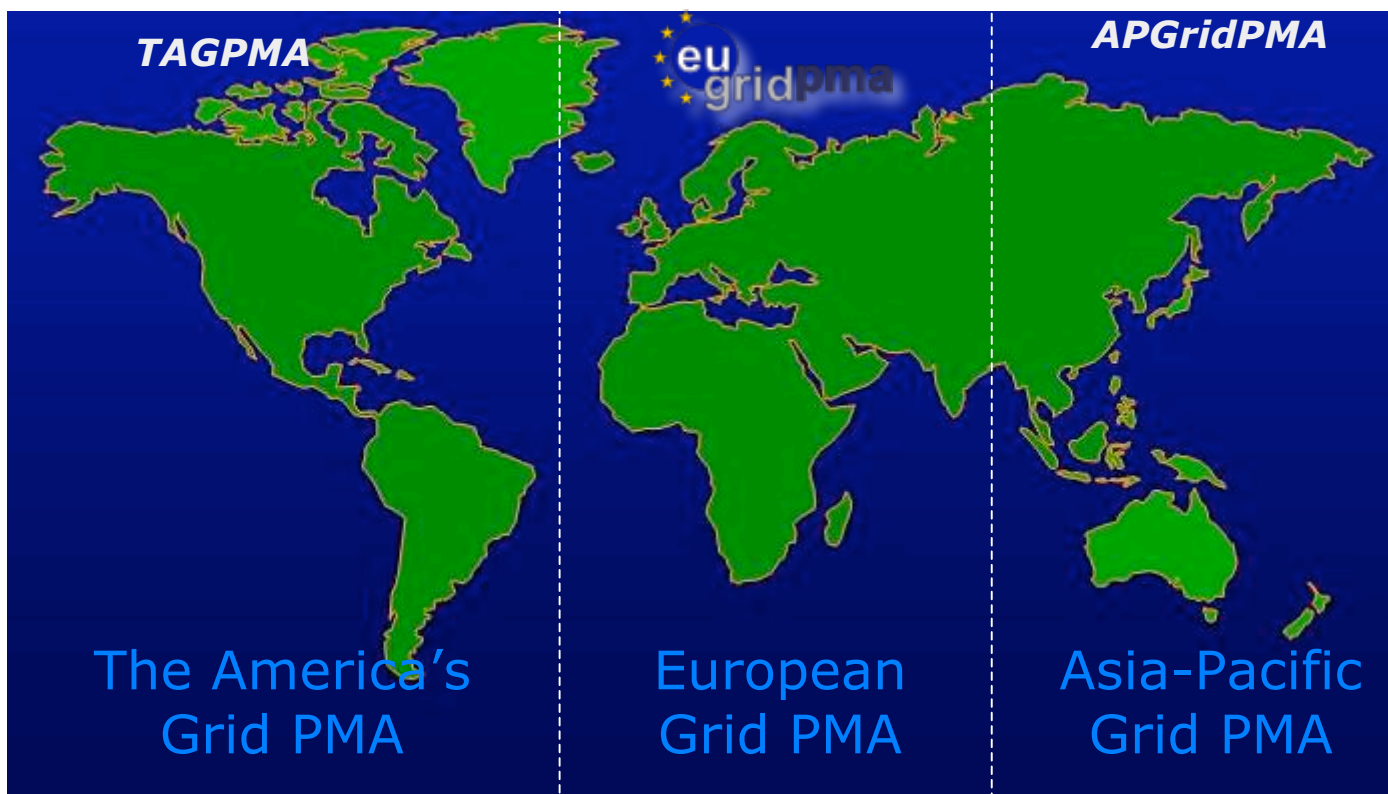 TAGPMA
eu
gridpma
APGridPMA
The America’s
Grid PMA
European
Grid PMA
Asia-Pacific
Grid PMA